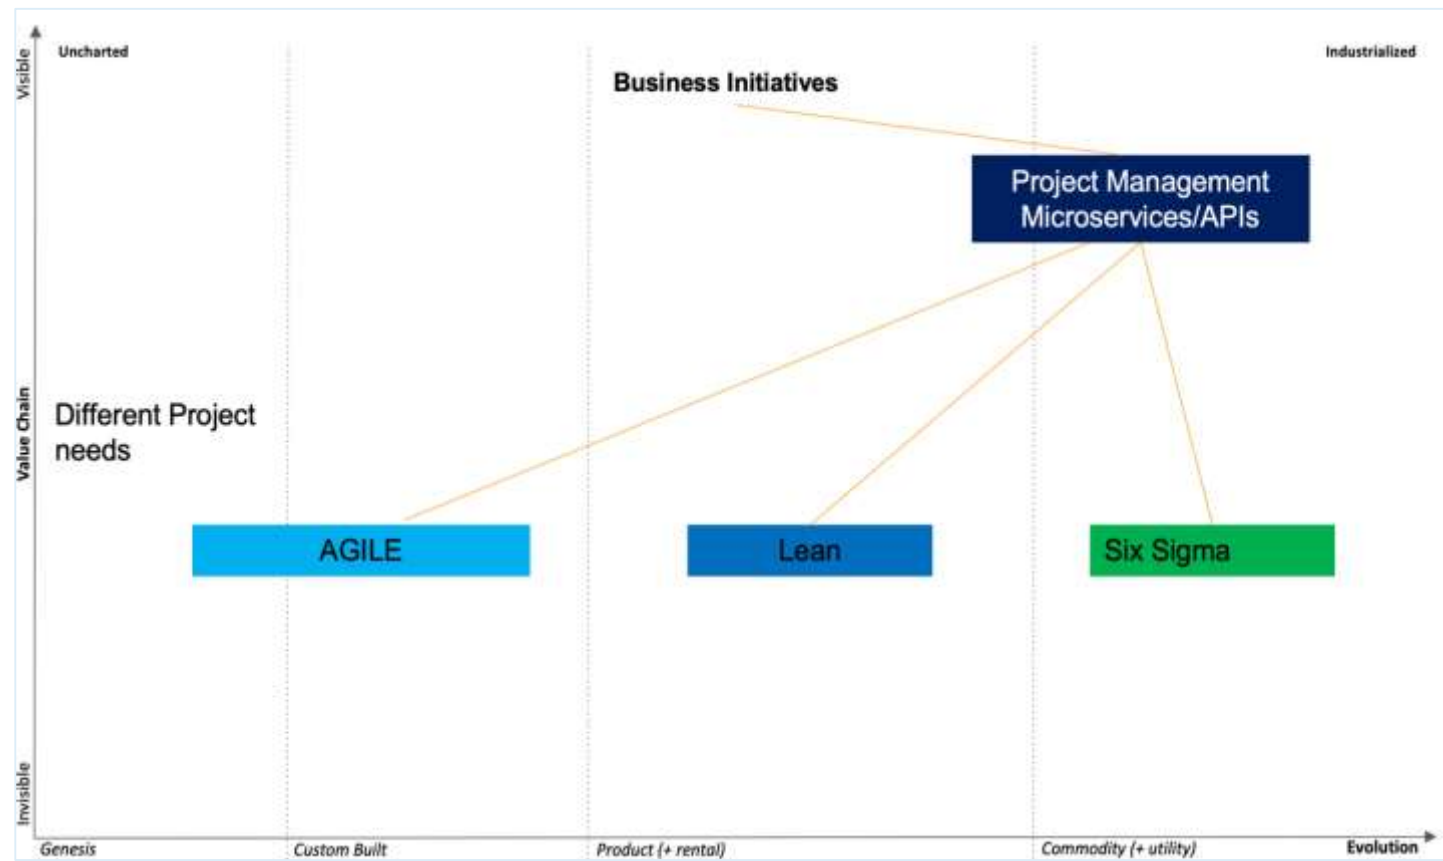 Visible
Uncharted
Industrialized
Business Initiatives
Project Management
Microservices/APIs
Value Chain
Different Project
needs
AGILE
Lean
Six Sigma
Invisible
Genesis
Custom Built
Product (+ rental)
Commodity (+ utility)
Evolution